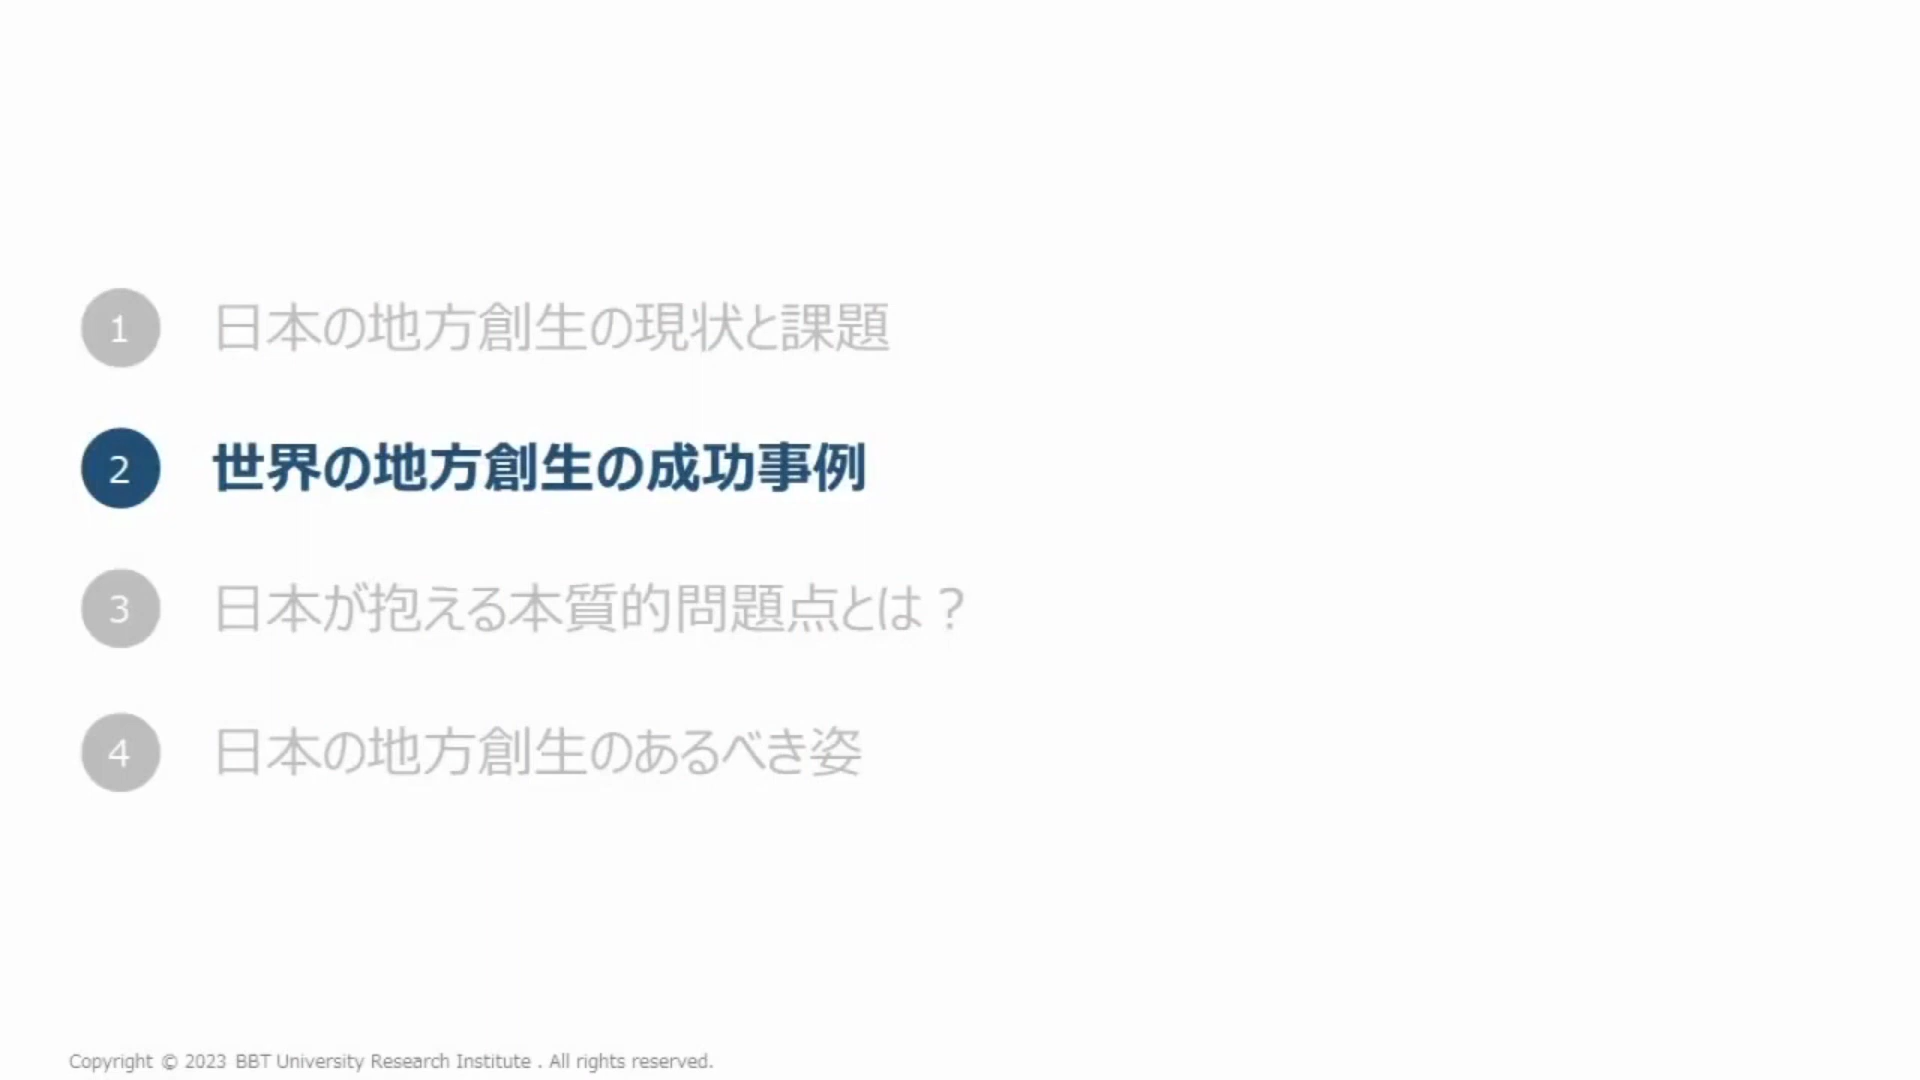 1 日本の地方創生の現状と課題
2 世界の地方創生の成功事例
3 日本が抱える本質的問題点とは？
4 日本の地方創生のあるべき姿
Copyright © 2023 BBT University Research Institute . All rights reserved.